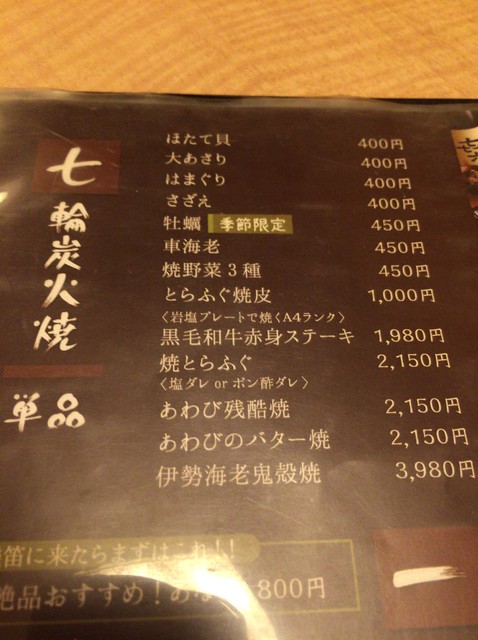 七輪炭火焼
単品
ほたて貝 400円
大あさり 400円
はまぐり 400円
さざえ 400円
牡蠣 季節限定 450円
車海老 450円
焼野菜3種 450円
とらふぐ焼皮 1,000円
〈岩塩プレートで焼くA4ランク〉
黒毛和牛赤身ステーキ 1,980円
焼とらふぐ 2,150円
〈塩ダレ or ポン酢ダレ〉
あわび残酷焼 2,150円
あわびのバター焼 2,150円
伊勢海老鬼殻焼 3,980円
笛に来たらまずはこれ!!
絶品おすすめ!あ 800円
一